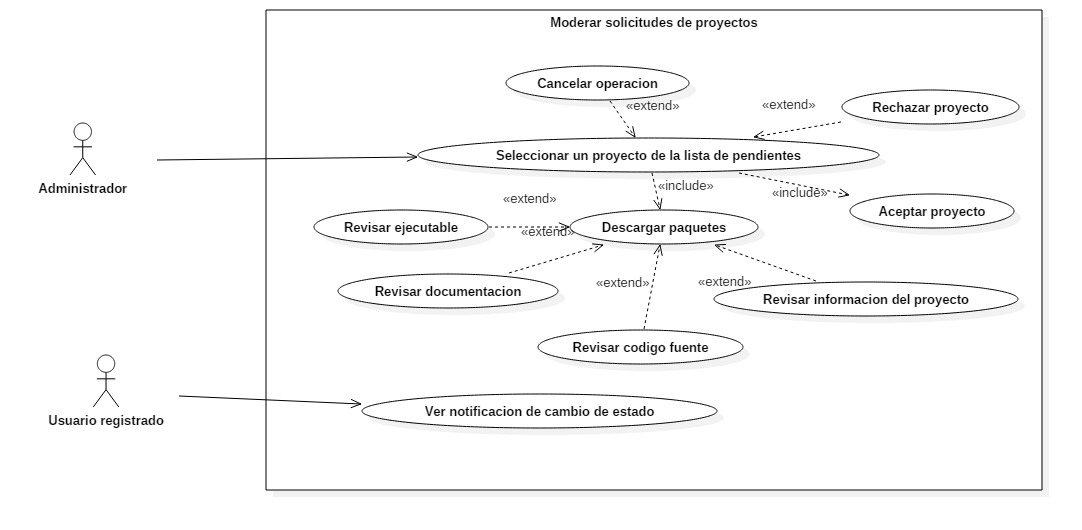 Moderar solicitudes de proyectos
Cancelar operacion
«extend»
«extend»
Rechazar proyecto
Administrador
Seleccionar un proyecto de la lista de pendientes
«include»
«include»
Aceptar proyecto
«extend»
Revisar ejecutable
«extend»
Descargar paquetes
Revisar documentacion
«extend»
«extend»
Revisar informacion del proyecto
Revisar codigo fuente
Usuario registrado
Ver notificacion de cambio de estado